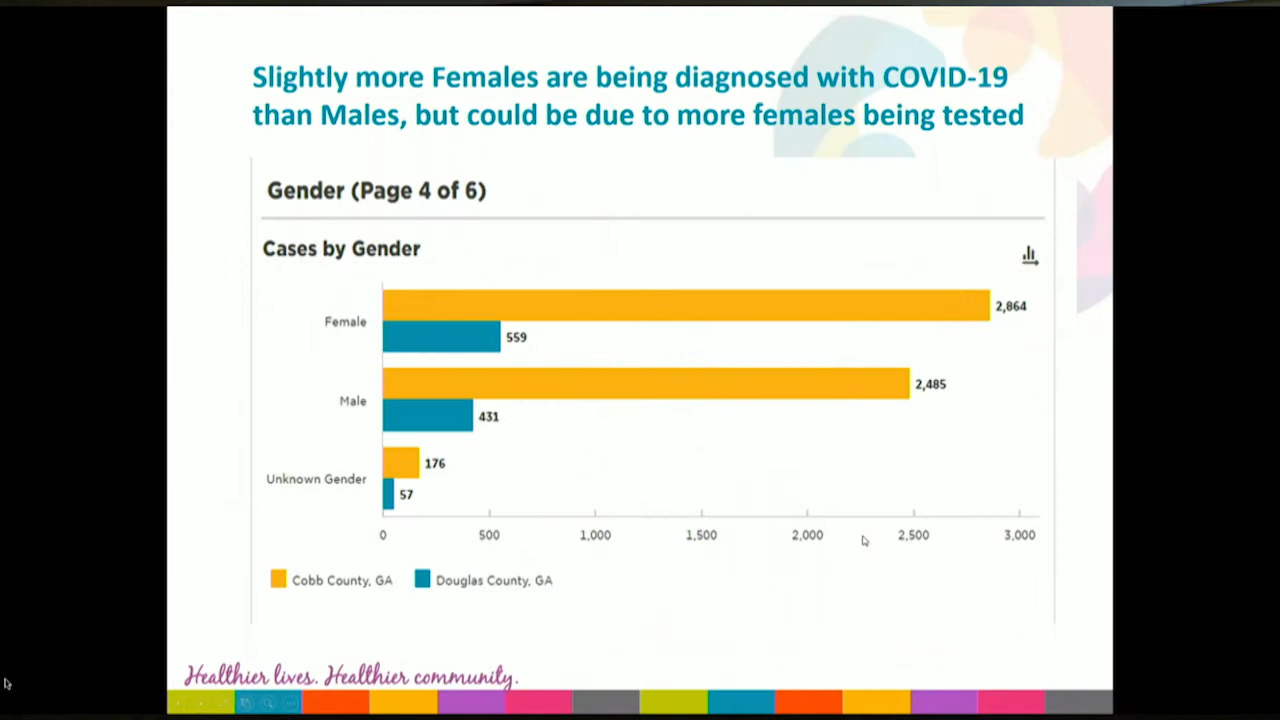 Slightly more Females are being diagnosed with COVID-19
than Males, but could be due to more females being tested
Gender (Page 4 of 6)
Cases by Gender
Female
2,864
559
Male
2,485
431
Unknown Gender
176
57
0 500 1,000 1,500 2,000 2,500 3,000
Cobb County, GA Douglas County, GA
Healthier lives. Healthier community.